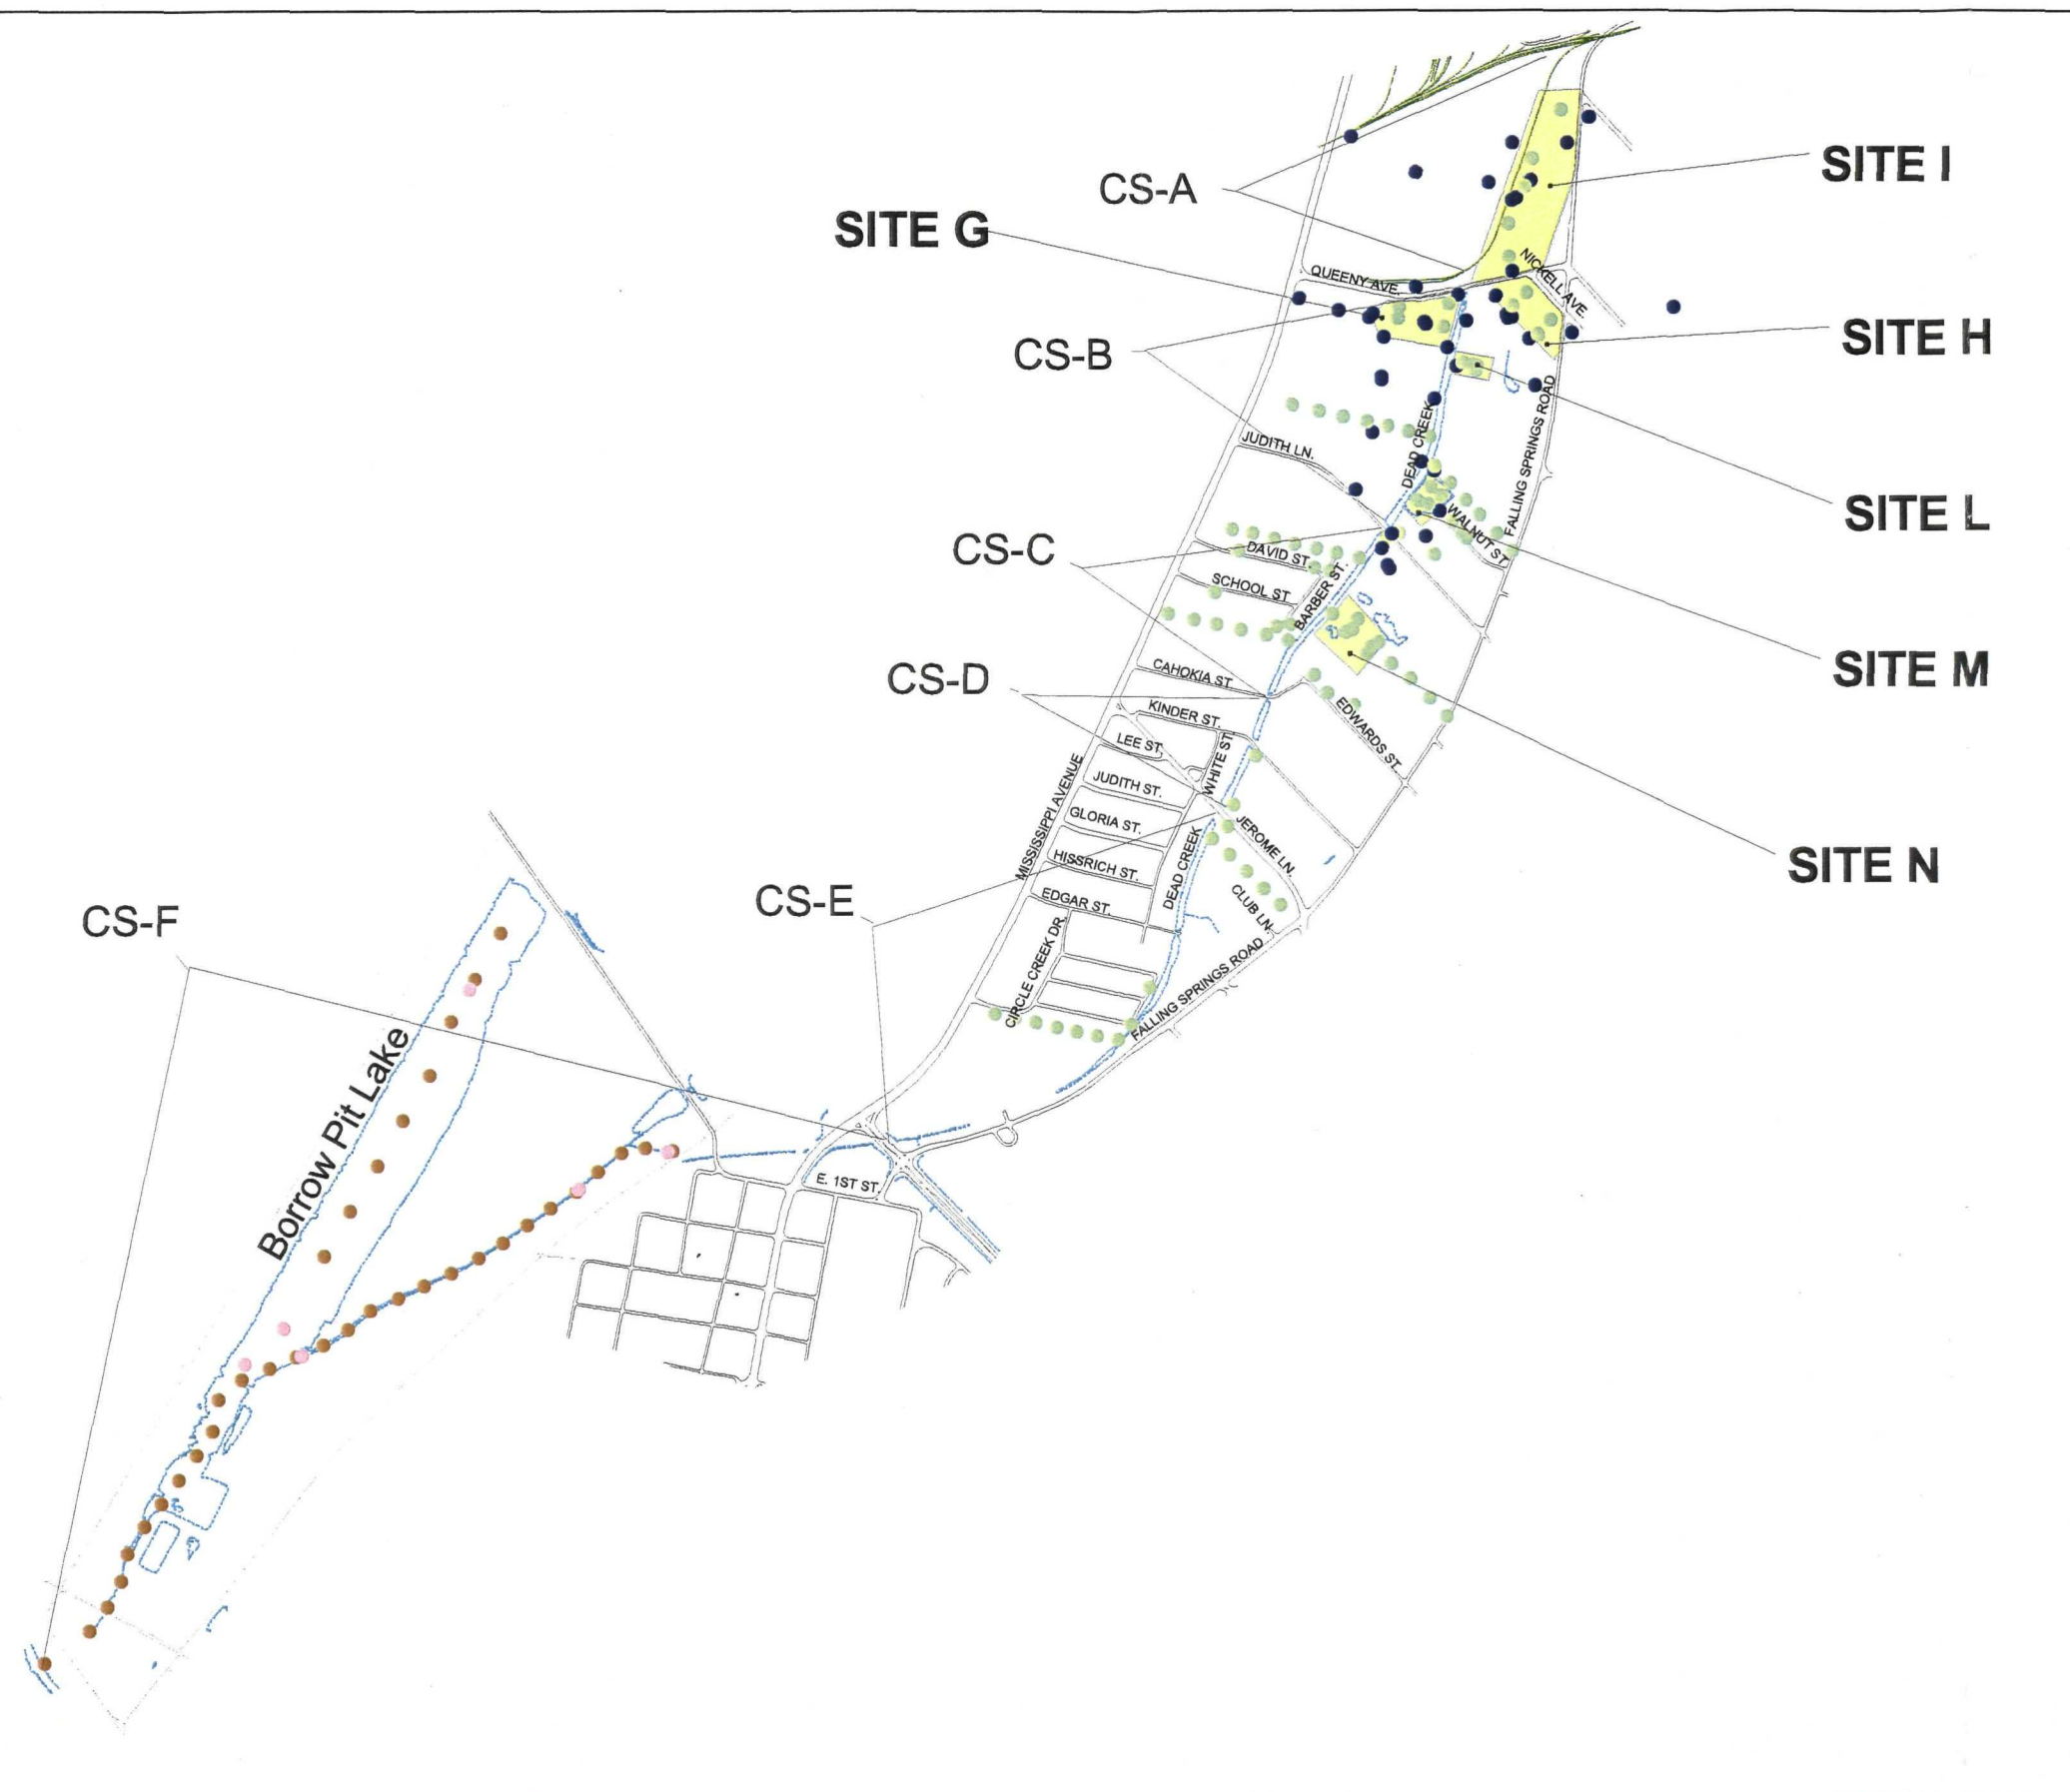 SITE I
CS-A
SITE G
NICKELL AVE.
QUEENY AVE.
SITE H
CS-B
FALLING SPRINGS ROAD
DEAD CREEK
JUDITH LN.
SITE L
WALNUT ST.
CS-C
DAVID ST.
SCHOOL ST.
BARBER ST.
SITE M
CAHOKIA ST.
CS-D
EDWARDS ST.
KINDER ST.
LEE ST.
WHITE ST.
MISSISSIPPI AVENUE
JUDITH ST.
GLORIA ST.
JEROME LN.
SITE N
HISSRICH ST.
DEAD CREEK
CS-E
EDGAR ST.
CLUB LN.
CS-F
CIRCLE CREEK DR.
FALLING SPRINGS ROAD
Borrow Pit Lake
E. 1ST ST.